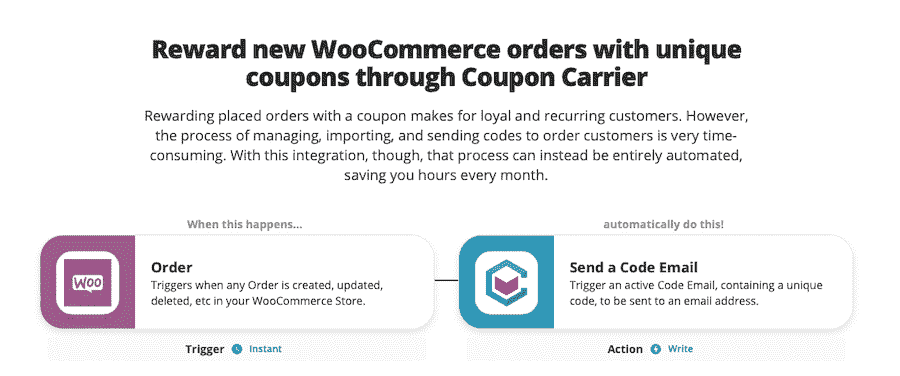 Reward new WooCommerce orders with unique
coupons through Coupon Carrier
Rewarding placed orders with a coupon makes for loyal and recurring customers. However,
the process of managing, importing, and sending codes to order customers is very time-
consuming. With this integration, though, that process can instead be entirely automated,
saving you hours every month.
When this happens...
automatically do this!
Woo
Order
Triggers when any Order is created, updated,
deleted, etc in your WooCommerce Store.
Send a Code Email
Trigger an active Code Email, containing a unique
code, to be sent to an email address.
Trigger Instant
Action Write